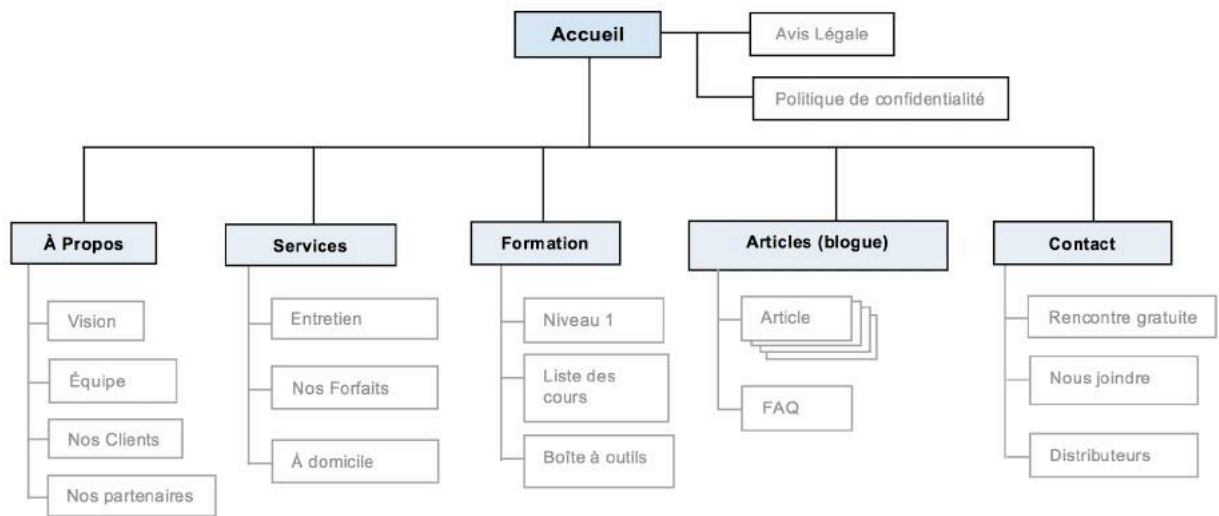 Accueil
Avis Légale
Politique de confidentialité
À Propos
Vision
Équipe
Nos Clients
Nos partenaires
Services
Entretien
Nos Forfaits
À domicile
Formation
Niveau 1
Liste des
cours
Boîte à outils
Articles (blogue)
Article
FAQ
Contact
Rencontre gratuite
Nous joindre
Distributeurs